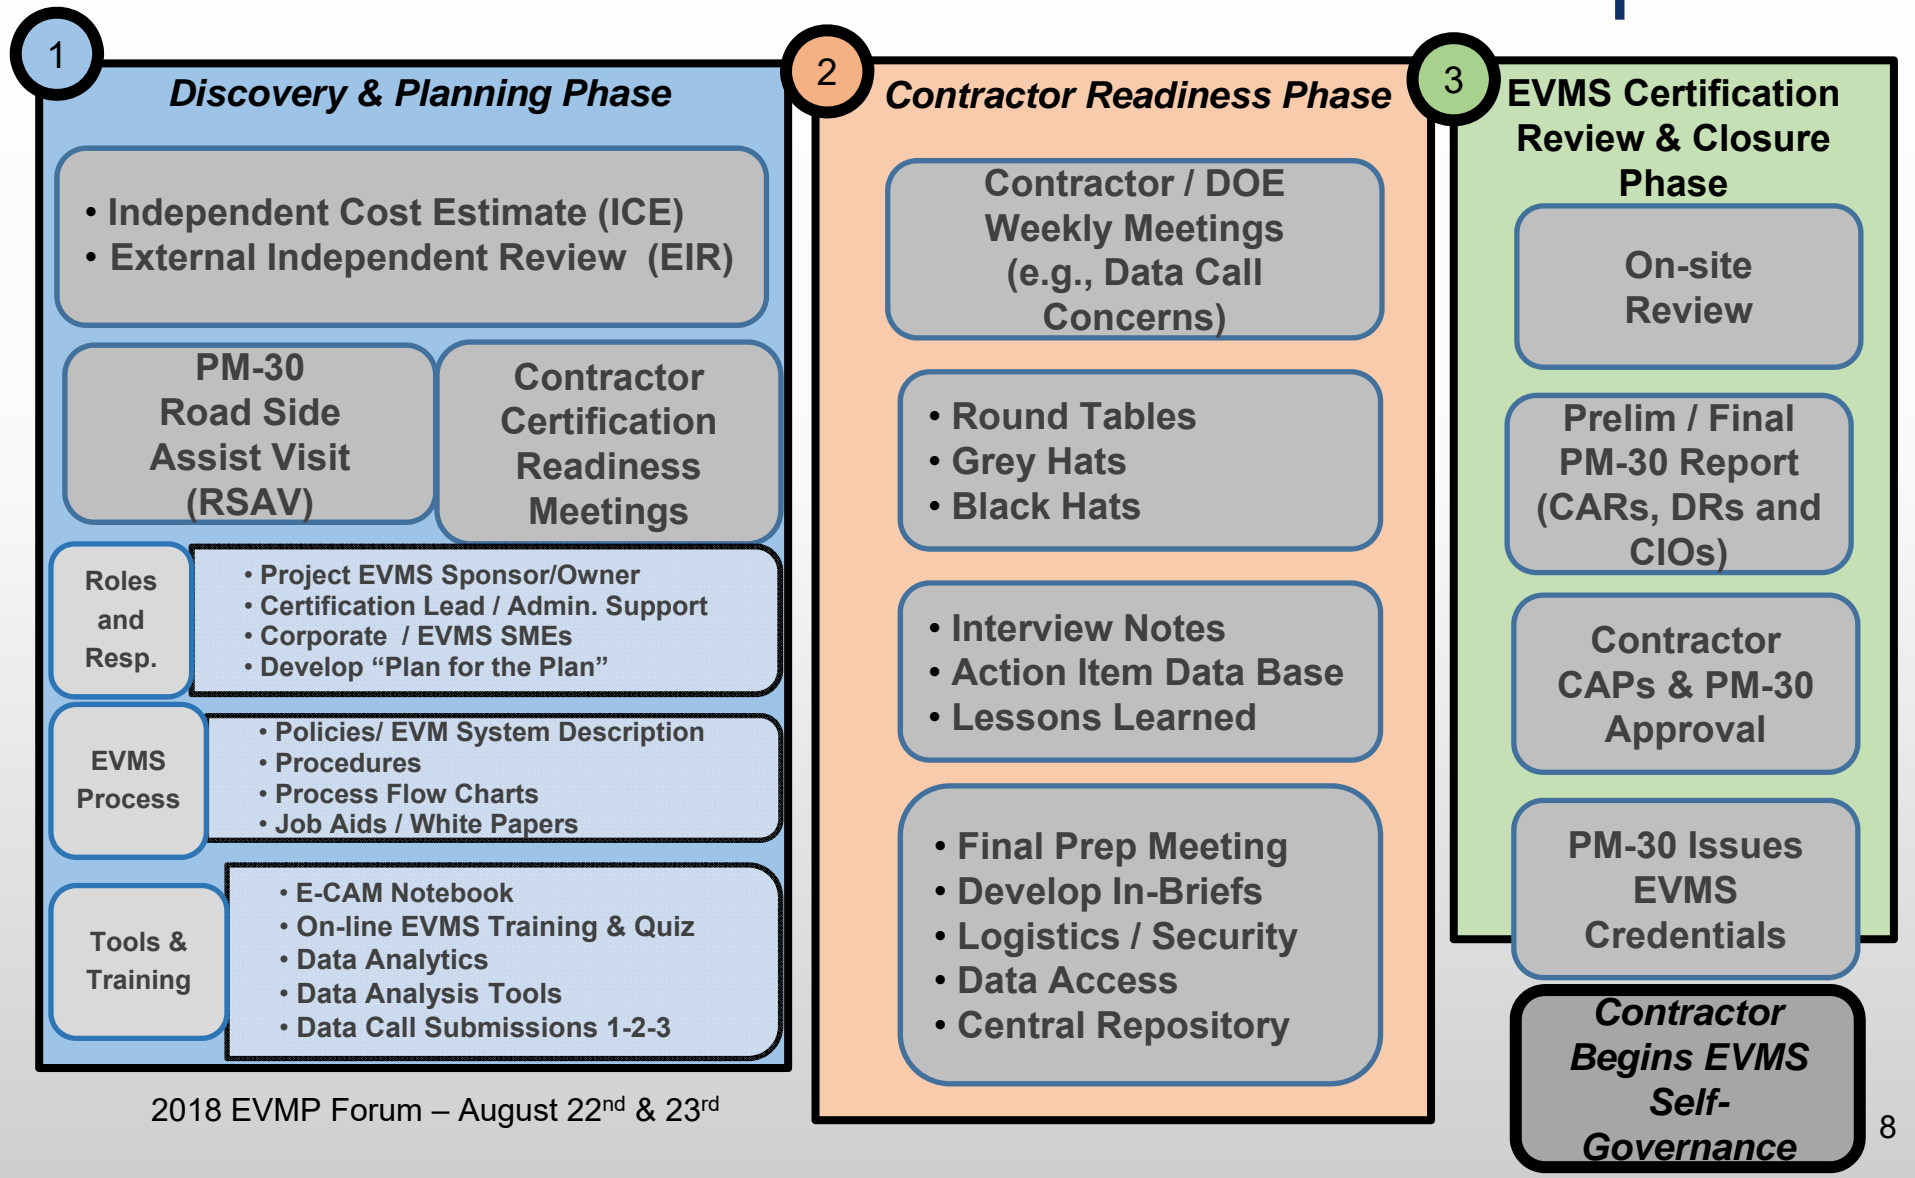 1
Discovery & Planning Phase
• Independent Cost Estimate (ICE)
• External Independent Review  (EIR)
PM-30
Road Side
Assist Visit
(RSAV)
Contractor
Certification
Readiness
Meetings
Roles
and
Resp.
• Project EVMS Sponsor/Owner
• Certification Lead / Admin. Support
• Corporate  / EVMS SMEs
• Develop “Plan for the Plan”
EVMS
Process
• Policies/ EVM System Description
• Procedures
• Process Flow Charts
• Job Aids / White Papers
Tools &
Training
• E-CAM Notebook
• On-line EVMS Training & Quiz
• Data Analytics
• Data Analysis Tools
• Data Call Submissions 1-2-3
2
Contractor Readiness Phase
Contractor / DOE
Weekly Meetings
(e.g., Data Call
Concerns)
• Round Tables
• Grey Hats
• Black Hats
• Interview Notes
• Action Item Data Base
• Lessons Learned
• Final Prep Meeting
• Develop In-Briefs
• Logistics / Security
• Data Access
• Central Repository
3
EVMS Certification
Review & Closure
Phase
On-site
Review
Prelim / Final
PM-30 Report
(CARs, DRs and
CIOs)
Contractor
CAPs & PM-30
Approval
PM-30 Issues
EVMS
Credentials
Contractor
Begins EVMS
Self-
Governance
2018 EVMP Forum – August 22nd & 23rd
8